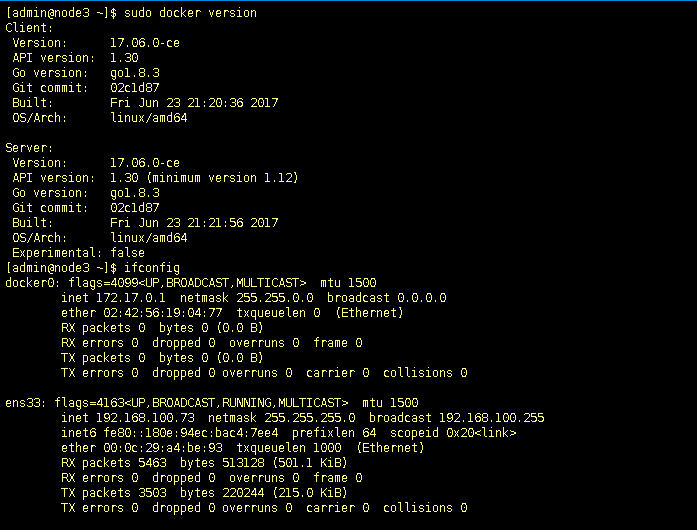 [admin@node3 ~]$ sudo docker version
Client:
 Version:      17.06.0-ce
 API version:  1.30
 Go version:   go1.8.3
 Git commit:   02c1d87
 Built:        Fri Jun 23 21:20:36 2017
 OS/Arch:      linux/amd64

Server:
 Version:      17.06.0-ce
 API version:  1.30 (minimum version 1.12)
 Go version:   go1.8.3
 Git commit:   02c1d87
 Built:        Fri Jun 23 21:21:56 2017
 OS/Arch:      linux/amd64
 Experimental: false
[admin@node3 ~]$ ifconfig
docker0: flags=4099<UP,BROADCAST,MULTICAST>  mtu 1500
        inet 172.17.0.1  netmask 255.255.0.0  broadcast 0.0.0.0
        ether 02:42:56:19:04:77  txqueuelen 0  (Ethernet)
        RX packets 0  bytes 0 (0.0 B)
        RX errors 0  dropped 0  overruns 0  frame 0
        TX packets 0  bytes 0 (0.0 B)
        TX errors 0  dropped 0 overruns 0  carrier 0  collisions 0

ens33: flags=4163<UP,BROADCAST,RUNNING,MULTICAST>  mtu 1500
        inet 192.168.100.73  netmask 255.255.255.0  broadcast 192.168.100.255
        inet6 fe80::180e:94ec:bac4:7ee4  prefixlen 64  scopeid 0x20<link>
        ether 00:0c:29:a4:be:93  txqueuelen 1000  (Ethernet)
        RX packets 5463  bytes 513128 (501.1 KiB)
        RX errors 0  dropped 0  overruns 0  frame 0
        TX packets 3503  bytes 220244 (215.0 KiB)
        TX errors 0  dropped 0 overruns 0  carrier 0  collisions 0